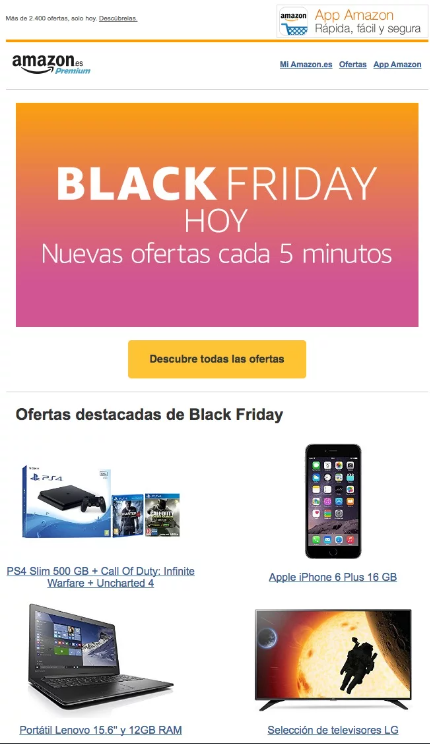 Más de 2.400 ofertas, solo hoy. Descúbrelas.
amazon
App Amazon
Rápida, fácil y segura
amazon.es
Premium
Mi Amazon.es Ofertas App Amazon
BLACK FRIDAY
HOY
Nuevas ofertas cada 5 minutos
Descubre todas las ofertas
Ofertas destacadas de Black Friday
PS4
PS4 Slim 500 GB + Call Of Duty: Infinite
Warfare + Uncharted 4
Apple iPhone 6 Plus 16 GB
Portátil Lenovo 15.6" y 12GB RAM
LG
Selección de televisores LG